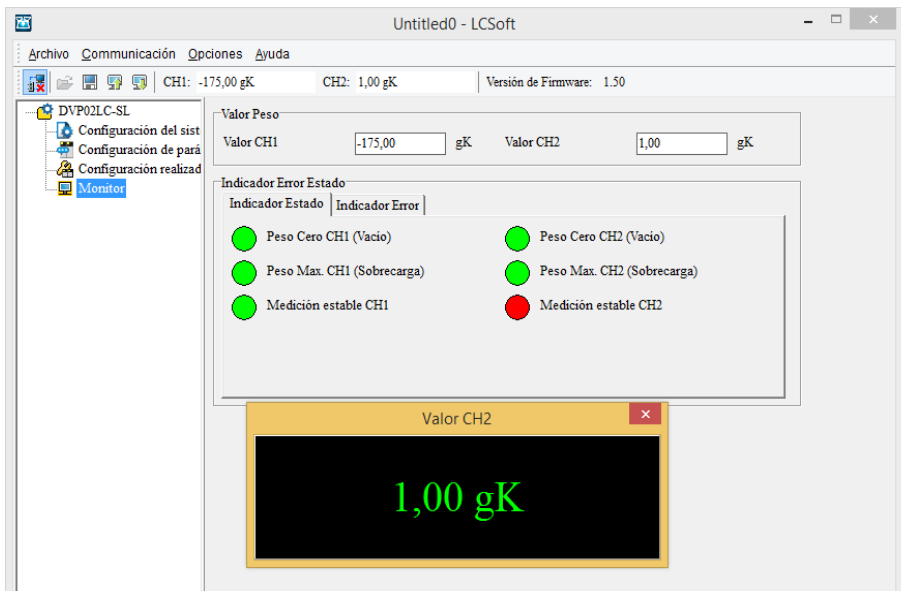 Untitled0 - LCSoft
Archivo Communicación Opciones Ayuda
CH1: -175,00 gK CH2: 1,00 gK Versión de Firmware: 1.50
DVP02LC-SL
Configuración del sist
Configuración de pará
Configuración realizad
Monitor
Valor Peso
Valor CH1 -175,00 gK Valor CH2 1,00 gK
Indicador Error Estado
Indicador Estado Indicador Error
Peso Cero CH1 (Vacio) Peso Cero CH2 (Vacio)
Peso Max. CH1 (Sobrecarga) Peso Max. CH2 (Sobrecarga)
Medición estable CH1 Medición estable CH2
Valor CH2
1,00 gK